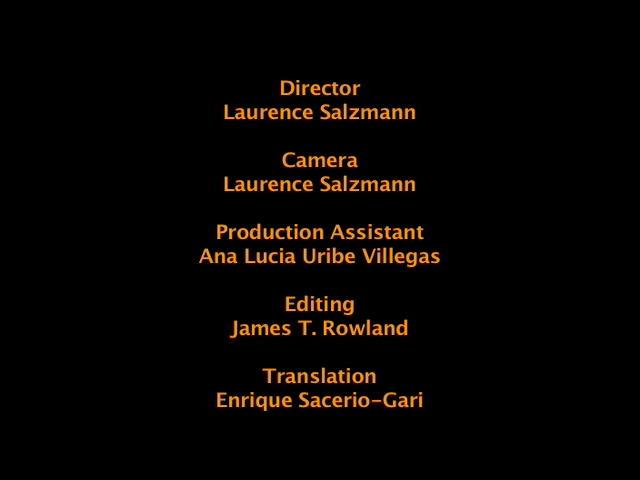 Director
Laurence Salzmann
Camera
Laurence Salzmann
Production Assistant
Ana Lucia Uribe Villegas
Editing
James T. Rowland
Translation
Enrique Sacerio-Gari